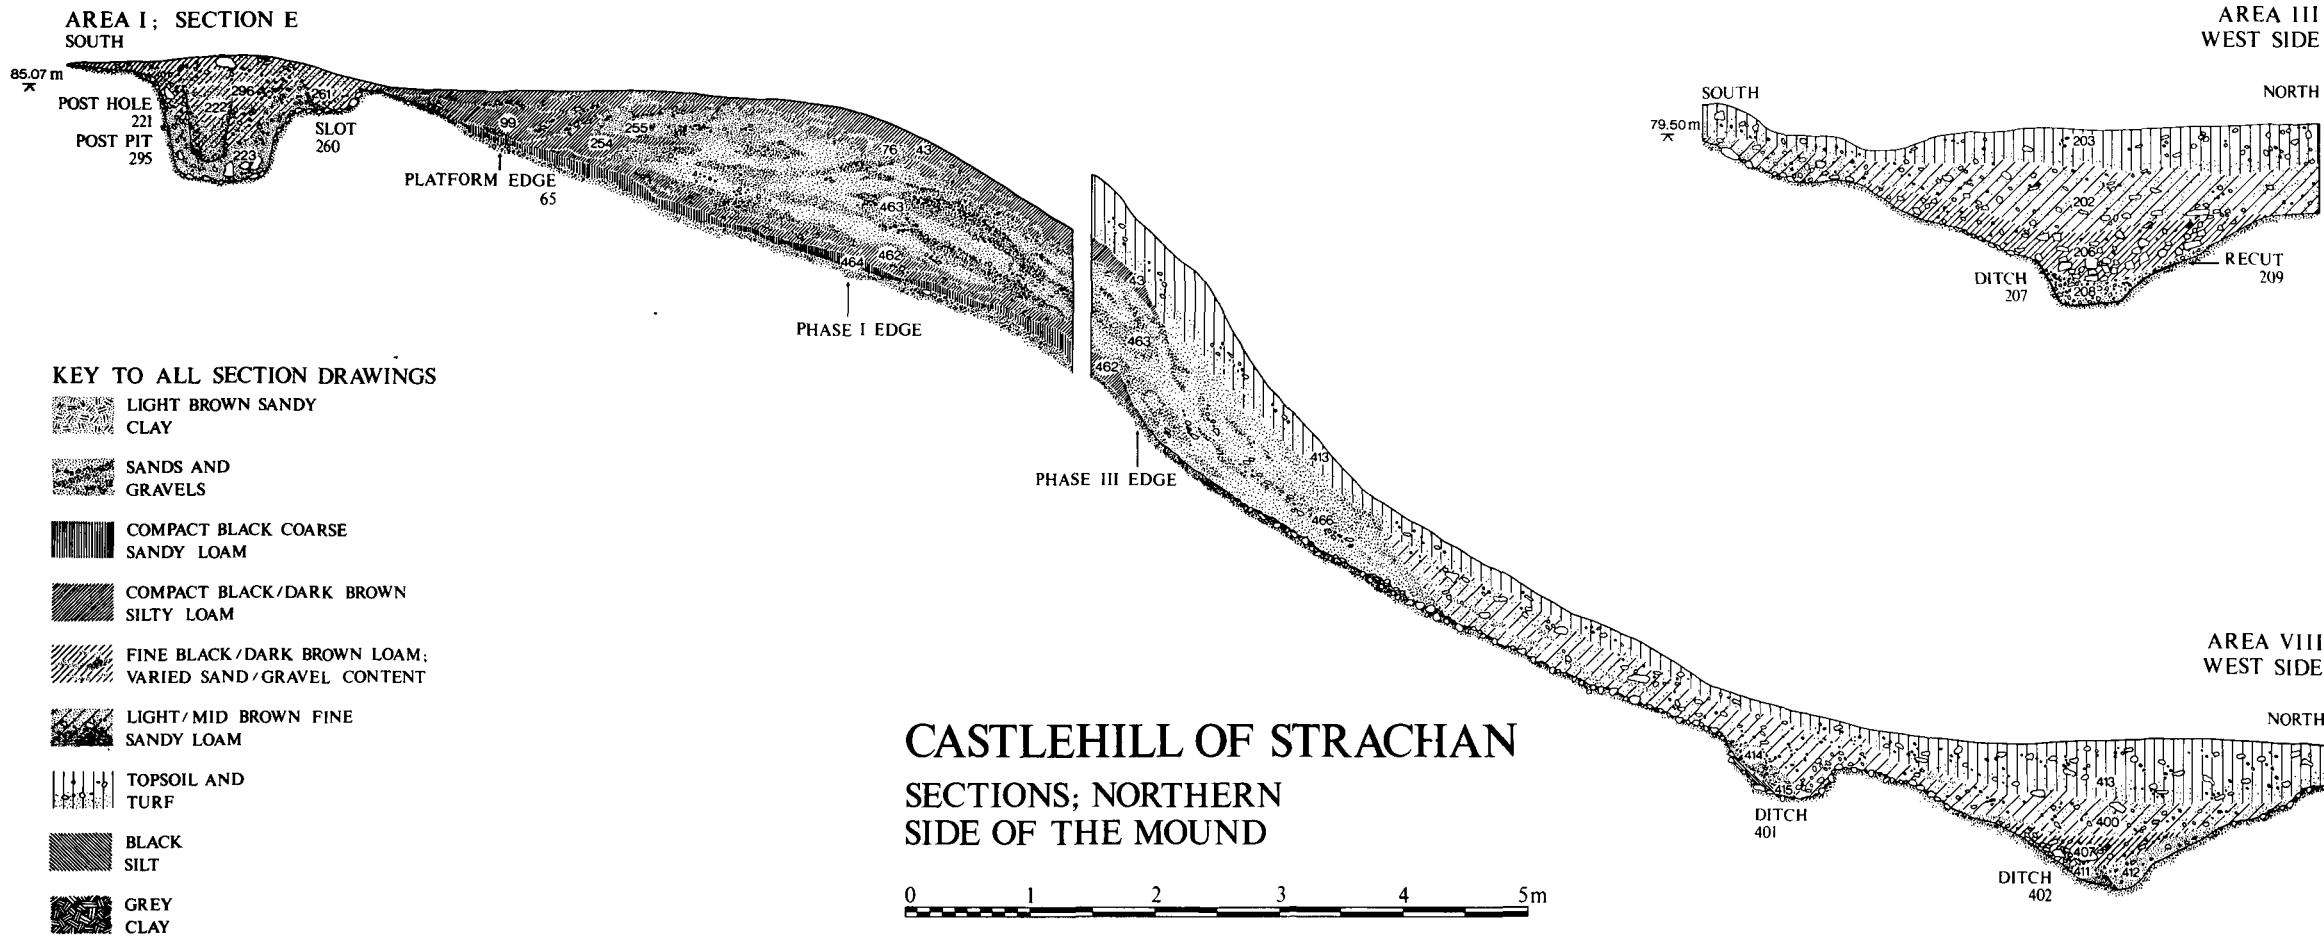 AREA I; SECTION E
SOUTH
85.07 m
POST HOLE
221
POST PIT
295
222
296
261
223
SLOT
260
99
254
255
76
43
463
462
464
PLATFORM EDGE
65
PHASE I EDGE
43
463
462
PHASE III EDGE
413
466
AREA III
WEST SIDE
SOUTH
NORTH
79.50 m
203
202
206
208
DITCH
207
RECUT
209
KEY TO ALL SECTION DRAWINGS
LIGHT BROWN SANDY
CLAY
SANDS AND
GRAVELS
COMPACT BLACK COARSE
SANDY LOAM
COMPACT BLACK/DARK BROWN
SILTY LOAM
FINE BLACK/DARK BROWN LOAM;
VARIED SAND/GRAVEL CONTENT
LIGHT/MID BROWN FINE
SANDY LOAM
TOPSOIL AND
TURF
BLACK
SILT
GREY
CLAY
CASTLEHILL OF STRACHAN
SECTIONS; NORTHERN
SIDE OF THE MOUND
0 1 2 3 4 5m
AREA VIII
WEST SIDE
NORTH
414
415
DITCH
401
413
400
407
411
412
DITCH
402